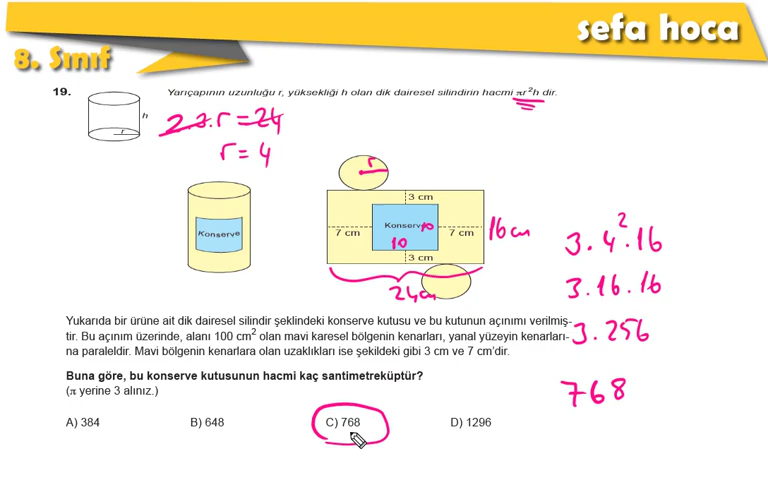 sefa hoca
8. Sınıf
19.
Yarıçapının uzunluğu r, yüksekliği h olan dik dairesel silindirin hacmi πr²h dir.
h
r
2.3.r = 24
r = 4
r
3 cm
Konserve
Konserve
10
10
7 cm
7 cm
3 cm
16 cm
24 cm
3.4².16
3.16.16
3.256
768
Yukarıda bir ürüne ait dik dairesel silindir şeklindeki konserve kutusu ve bu kutunun açınımı verilmiş-
tir. Bu açınım üzerinde, alanı 100 cm² olan mavi karesel bölgenin kenarları, yanal yüzeyin kenarları-
na paraleldir. Mavi bölgenin kenarlara olan uzaklıkları ise şekildeki gibi 3 cm ve 7 cm'dir.
Buna göre, bu konserve kutusunun hacmi kaç santimetreküptür?
(π yerine 3 alınız.)
A) 384 B) 648 C) 768 D) 1296